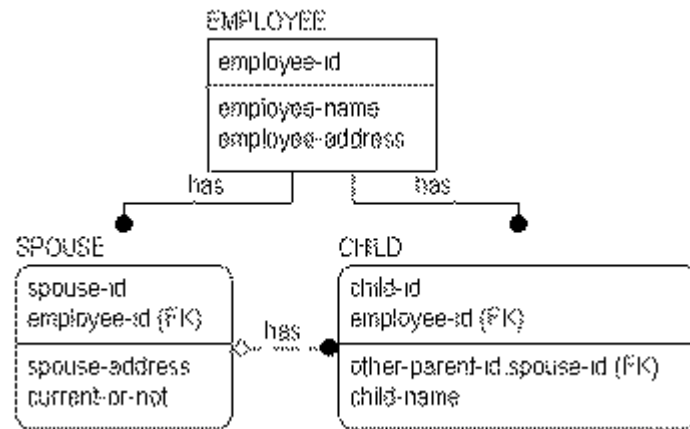 EMPLOYEE
employee-id
employee-name
employee-address
has
has
SPOUSE
spouse-id
employee-id (FK)
spouse-address
current-or-not
has
CHILD
child-id
employee-id (FK)
other-parent-id.spouse-id (FK)
child-name